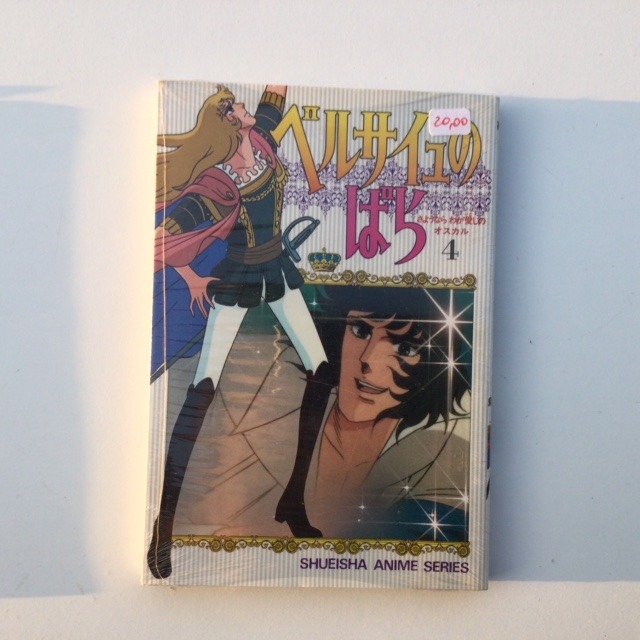 20,00
ベルサイユの
ばら
さようならわが愛しの
オスカル
4
SHUEISHA ANIME SERIES